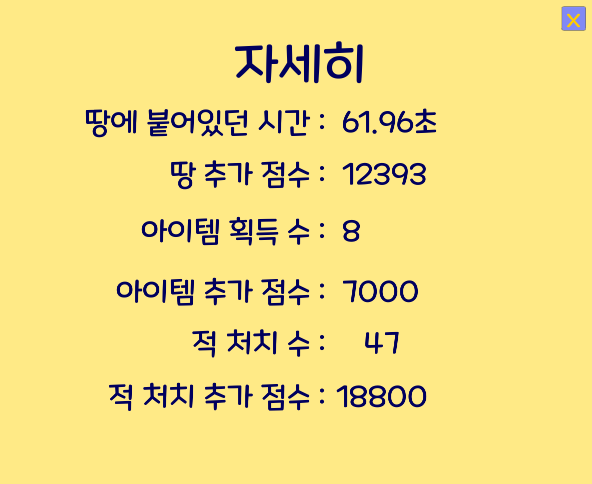 X
자세히
땅에 붙어있던 시간 : 61.96초
땅 추가 점수 : 12393
아이템 획득 수 : 8
아이템 추가 점수 : 7000
적 처치 수 : 47
적 처치 추가 점수 : 18800